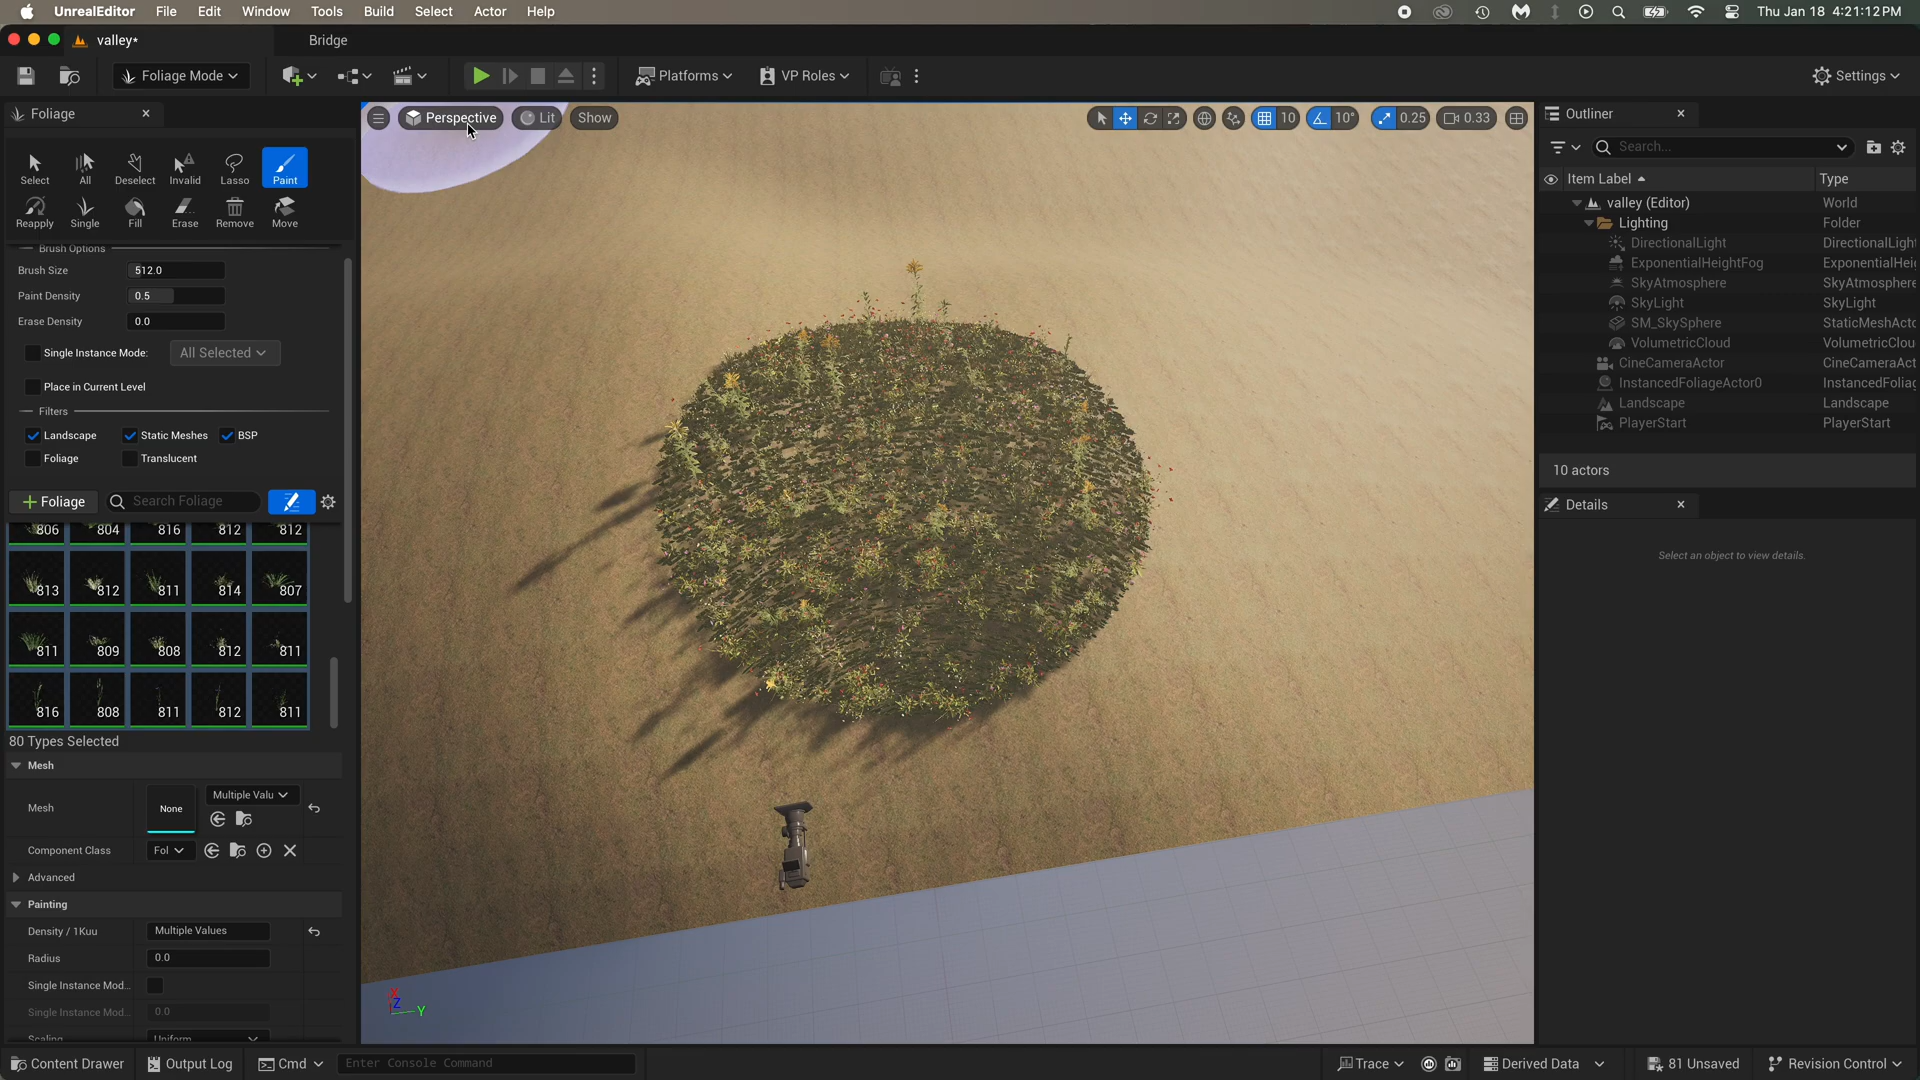 UnrealEditor File Edit Window Tools Build Select Actor Help Thu Jan 18 4:21:12 PM
valley* Bridge
Foliage Mode Platforms VP Roles Settings
Foliage
Perspective Lit Show 10 10° 0.25 0.33
Outliner
Select All Deselect Invalid Lasso Paint
Reapply Single Fill Erase Remove Move
Brush Options
Brush Size 512.0
Paint Density 0.5
Erase Density 0.0
Single Instance Mode: All Selected
Place in Current Level
Filters
Landscape Static Meshes BSP
Foliage Translucent
Foliage Search Foliage
806 804 816 812 812
813 812 811 814 807
811 809 808 812 811
816 808 811 812 811
80 Types Selected
Mesh
Mesh None Multiple Valu
Component Class Fol
Advanced
Painting
Density / 1Kuu Multiple Values
Radius 0.0
Single Instance Mod...
Single Instance Mod... 0.0
Scaling Uniform
X
Z
Y
Search...
Item Label Type
valley (Editor) World
Lighting Folder
DirectionalLight DirectionalLight
ExponentialHeightFog ExponentialHei
SkyAtmosphere SkyAtmosphere
SkyLight SkyLight
SM_SkySphere StaticMeshActo
VolumetricCloud VolumetricClou
CineCameraActor CineCameraAct
InstancedFoliageActor0 InstancedFoliag
Landscape Landscape
PlayerStart PlayerStart
10 actors
Details
Select an object to view details.
Content Drawer Output Log Cmd Enter Console Command Trace Derived Data 81 Unsaved Revision Control